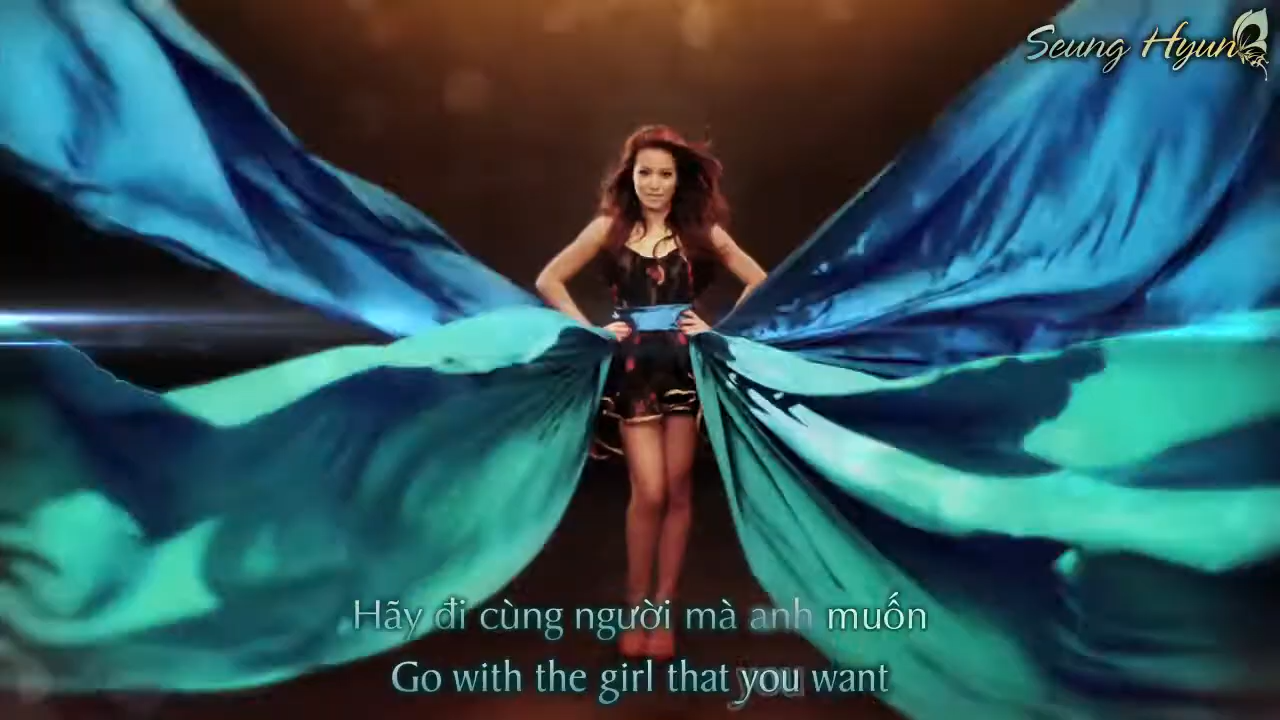 Seung Hyun
Hãy đi cùng người mà anh muốn
Go with the girl that you want